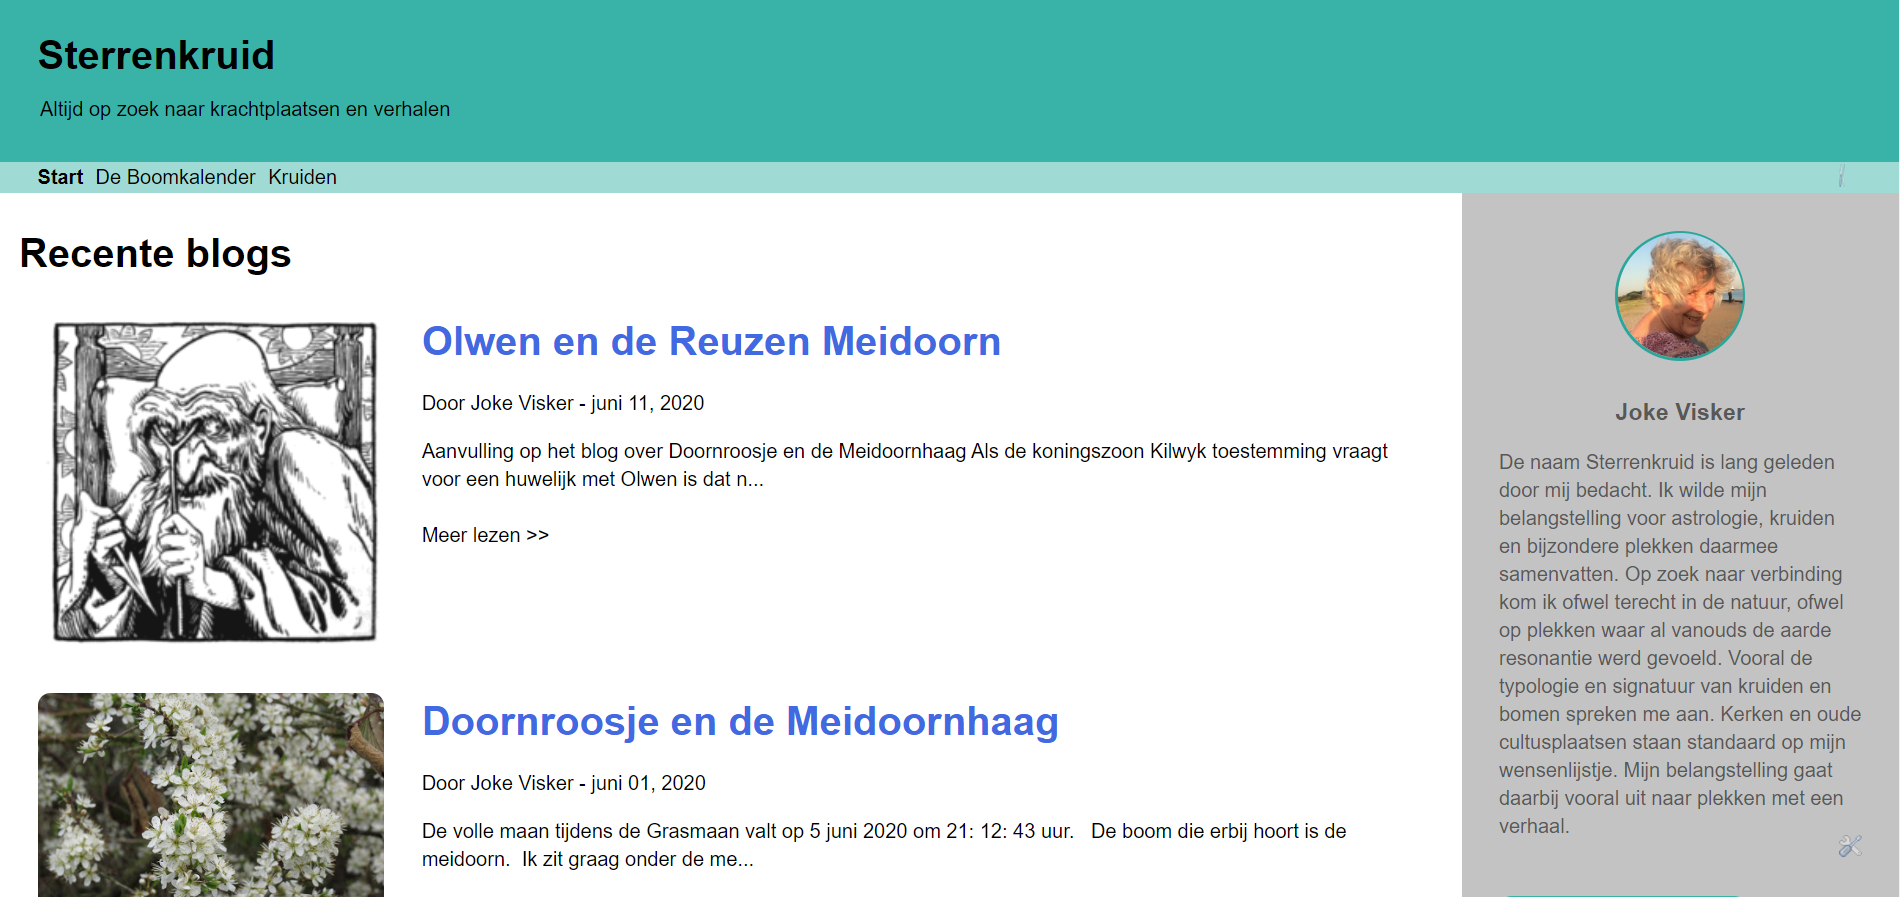 Sterrenkruid
Altijd op zoek naar krachtplaatsen en verhalen
Start De Boomkalender Kruiden
Recente blogs
Olwen en de Reuzen Meidoorn
Door Joke Visker - juni 11, 2020
Aanvulling op het blog over Doornroosje en de Meidoornhaag Als de koningszoon Kilwyk toestemming vraagt
voor een huwelijk met Olwen is dat n...
Meer lezen >>
Doornroosje en de Meidoornhaag
Door Joke Visker - juni 01, 2020
De volle maan tijdens de Grasmaan valt op 5 juni 2020 om 21: 12: 43 uur.   De boom die erbij hoort is de
meidoorn.  Ik zit graag onder de me...
Joke Visker
De naam Sterrenkruid is lang geleden
door mij bedacht. Ik wilde mijn
belangstelling voor astrologie, kruiden
en bijzondere plekken daarmee
samenvatten. Op zoek naar verbinding
kom ik ofwel terecht in de natuur, ofwel
op plekken waar al vanouds de aarde
resonantie werd gevoeld. Vooral de
typologie en signatuur van kruiden en
bomen spreken me aan. Kerken en oude
cultusplaatsen staan standaard op mijn
wensenlijstje. Mijn belangstelling gaat
daarbij vooral uit naar plekken met een
verhaal.